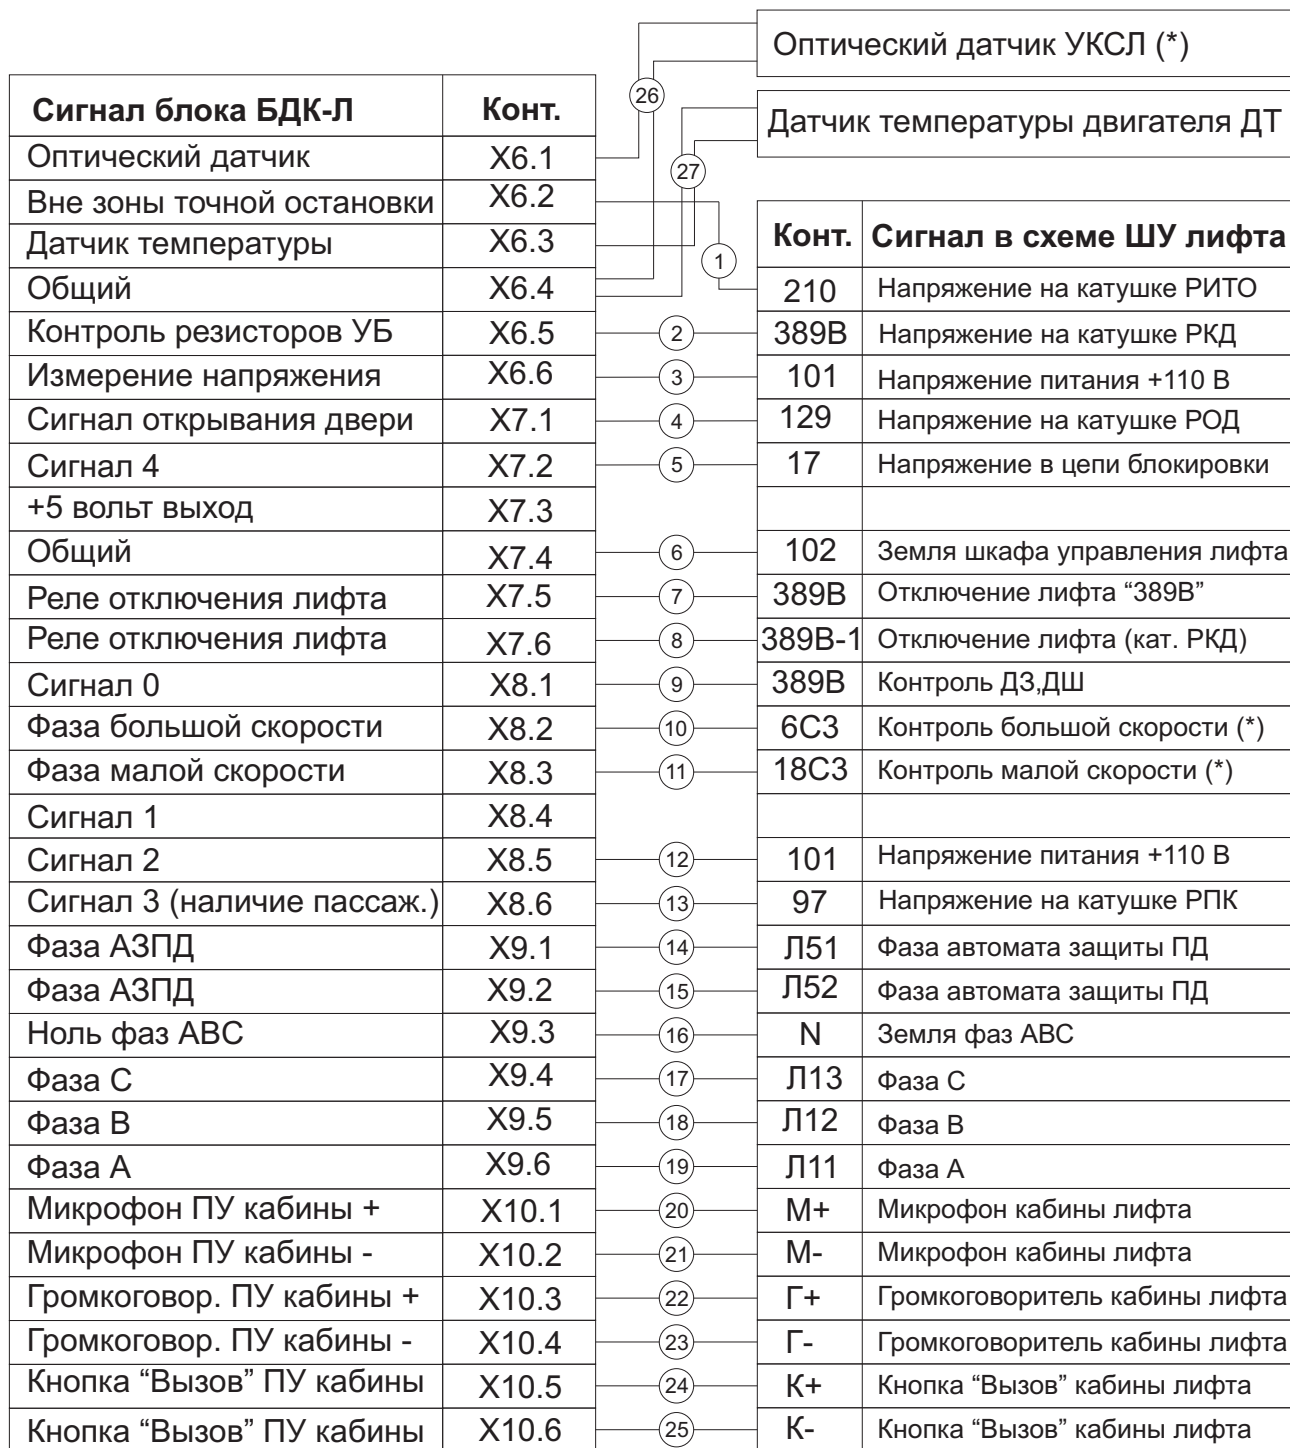 Оптический датчик УКСЛ (*)
26
Датчик температуры двигателя ДТ
27
Сигнал блока БДК-Л Конт.
Оптический датчик X6.1
Вне зоны точной остановки X6.2
Конт. Сигнал в схеме ШУ лифта
Датчик температуры X6.3
Общий X6.4 1 210 Напряжение на катушке РИТО
Контроль резисторов УБ X6.5 2 389В Напряжение на катушке РКД
Измерение напряжения X6.6 3 101 Напряжение питания +110 В
Сигнал открывания двери X7.1 4 129 Напряжение на катушке РОД
Сигнал 4 X7.2 5 17 Напряжение в цепи блокировки
+5 вольт выход X7.3
Общий X7.4 6 102 Земля шкафа управления лифта
Реле отключения лифта X7.5 7 389В Отключение лифта “389В”
Реле отключения лифта X7.6 8 389В-1 Отключение лифта (кат. РКД)
Сигнал 0 X8.1 9 389В Контроль ДЗ,ДШ
Фаза большой скорости X8.2 10 6С3 Контроль большой скорости (*)
Фаза малой скорости X8.3 11 18С3 Контроль малой скорости (*)
Сигнал 1 X8.4
Сигнал 2 X8.5 12 101 Напряжение питания +110 В
Сигнал 3 (наличие пассаж.) X8.6 13 97 Напряжение на катушке РПК
Фаза АЗПД X9.1 14 Л51 Фаза автомата защиты ПД
Фаза АЗПД X9.2 15 Л52 Фаза автомата защиты ПД
Ноль фаз АВС X9.3 16 N Земля фаз АВС
Фаза С X9.4 17 Л13 Фаза С
Фаза В X9.5 18 Л12 Фаза В
Фаза А X9.6 19 Л11 Фаза А
Микрофон ПУ кабины + X10.1 20 М+ Микрофон кабины лифта
Микрофон ПУ кабины - X10.2 21 М- Микрофон кабины лифта
Громкоговор. ПУ кабины + X10.3 22 Г+ Громкоговоритель кабины лифта
Громкоговор. ПУ кабины - X10.4 23 Г- Громкоговоритель кабины лифта
Кнопка “Вызов” ПУ кабины X10.5 24 К+ Кнопка “Вызов” кабины лифта
Кнопка “Вызов” ПУ кабины X10.6 25 К- Кнопка “Вызов” кабины лифта